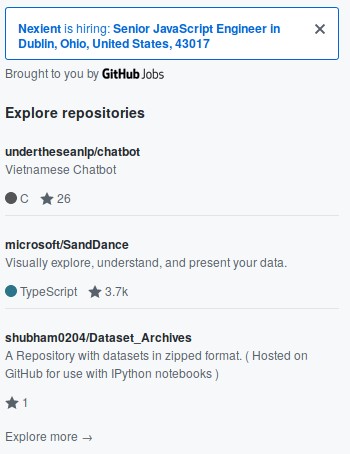 Nexient is hiring: Senior JavaScript Engineer in
Dublin, Ohio, United States, 43017
Brought to you by GitHub Jobs
Explore repositories
undertheseanlp/chatbot
Vietnamese Chatbot
C 26
microsoft/SandDance
Visually explore, understand, and present your data.
TypeScript 3.7k
shubham0204/Dataset_Archives
A Repository with datasets in zipped format. ( Hosted on
GitHub for use with IPython notebooks )
1
Explore more →